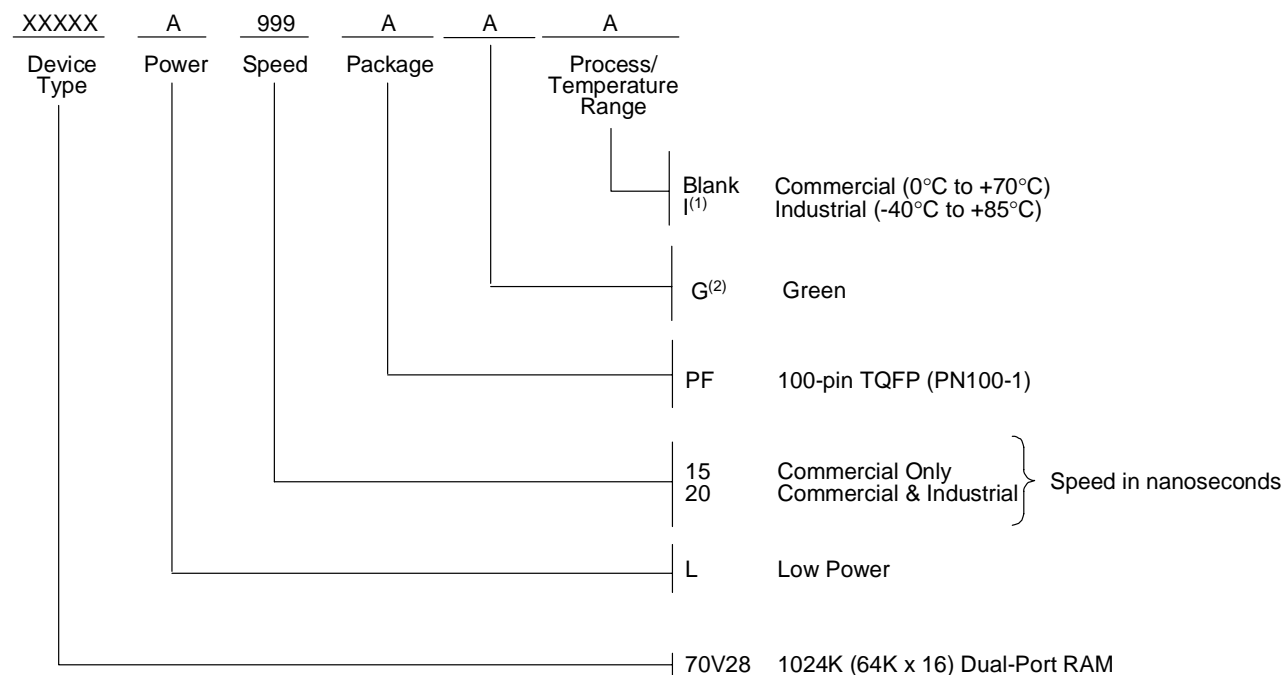 XXXXX A 999 A A A
Device Type Power Speed Package Process/ Temperature Range
Blank Commercial (0°C to +70°C)
I(1) Industrial (-40°C to +85°C)
G(2) Green
PF 100-pin TQFP (PN100-1)
15 Commercial Only
20 Commercial & Industrial
Speed in nanoseconds
L Low Power
70V28 1024K (64K x 16) Dual-Port RAM